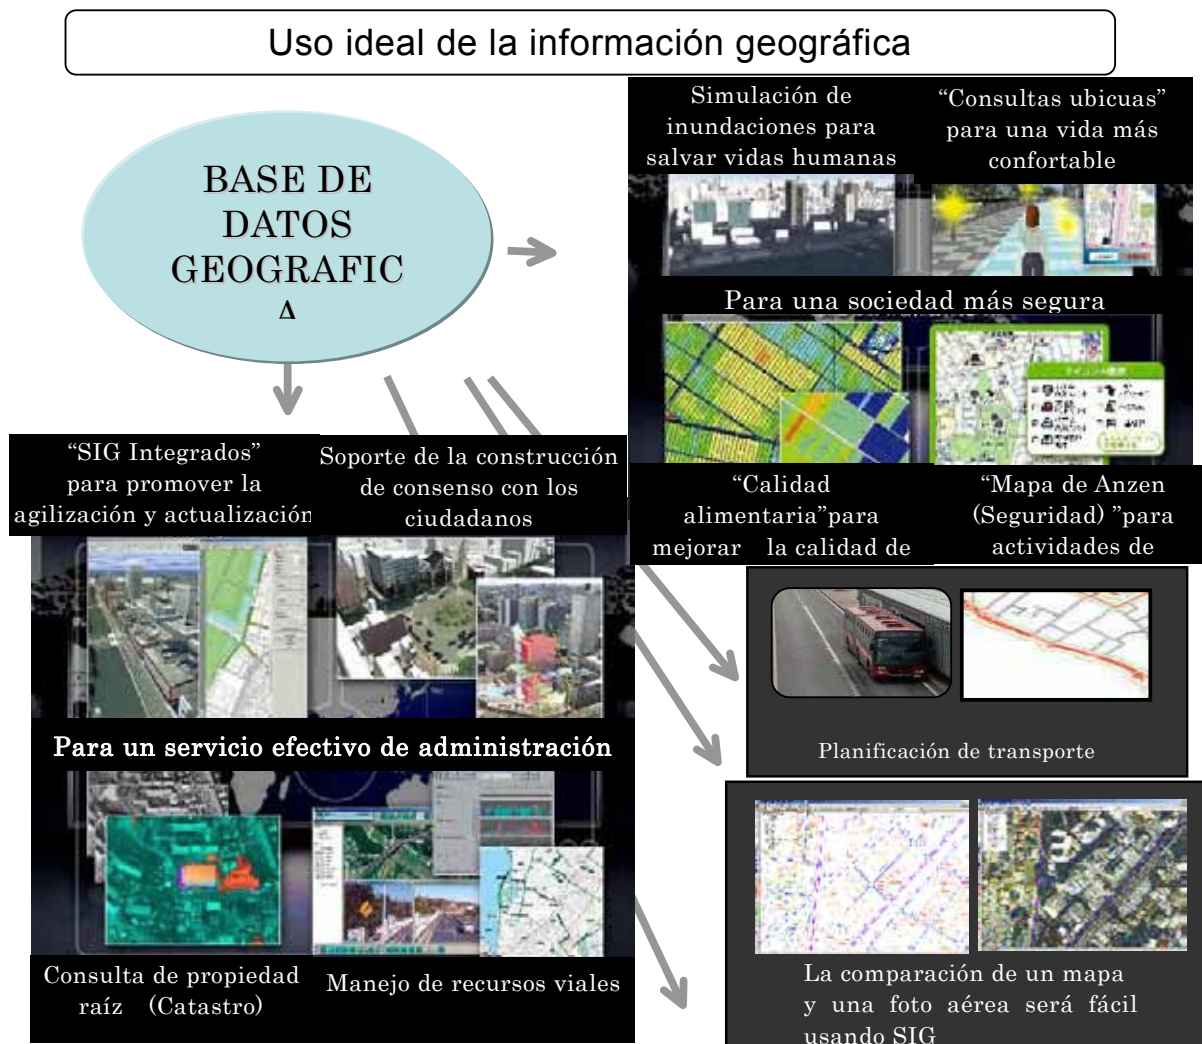 Uso ideal de la información geográfica
BASE DE
DATOS
GEOGRAFIC
A
Simulación de
inundaciones para
salvar vidas humanas
“Consultas ubicuas”
para una vida más
confortable
Para una sociedad más segura
“Calidad
alimentaria”para
mejorar la calidad de
“Mapa de Anzen
(Seguridad) ”para
actividades de
“SIG Integrados”
para promover la
agilización y actualización
Soporte de la construcción
de consenso con los
ciudadanos
Para un servicio efectivo de administración
Consulta de propiedad
raíz (Catastro)
Manejo de recursos viales
Planificación de transporte
La comparación de un mapa
y una foto aérea será fácil
usando SIG